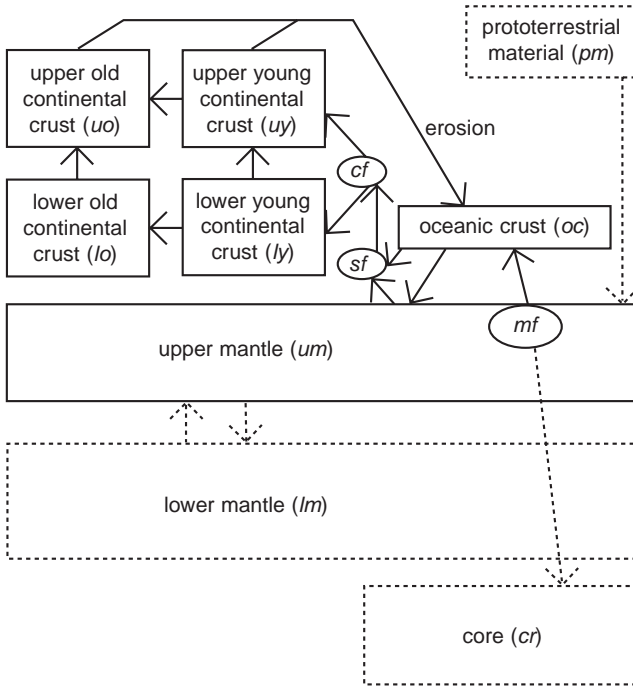 prototerrestrial
material (pm)
upper old
continental
crust (uo)
upper young
continental
crust (uy)
erosion
cf
lower old
continental
crust (lo)
lower young
continental
crust (ly)
oceanic crust (oc)
sf
mf
upper mantle (um)
lower mantle (lm)
core (cr)